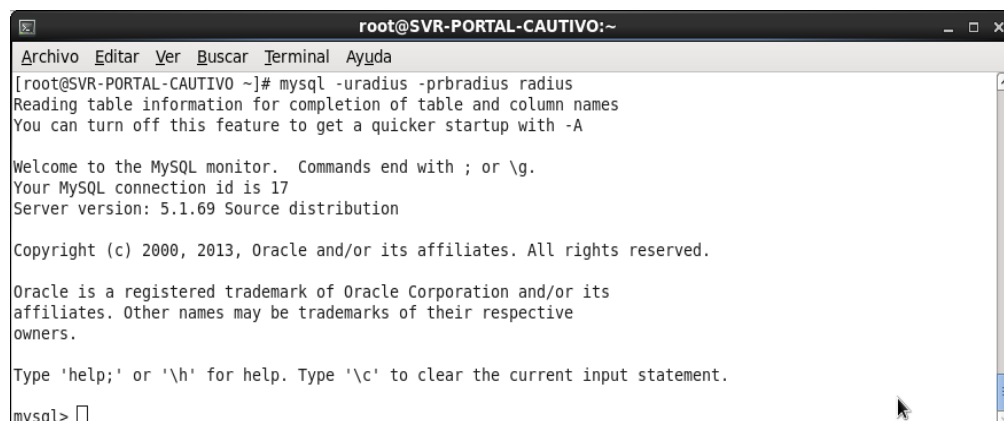 root@SVR-PORTAL-CAUTIVO:~
Archivo Editar Ver Buscar Terminal Ayuda
[root@SVR-PORTAL-CAUTIVO ~]# mysql -uradius -prbradius radius
Reading table information for completion of table and column names
You can turn off this feature to get a quicker startup with -A
Welcome to the MySQL monitor.  Commands end with ; or \g.
Your MySQL connection id is 17
Server version: 5.1.69 Source distribution
Copyright (c) 2000, 2013, Oracle and/or its affiliates. All rights reserved.
Oracle is a registered trademark of Oracle Corporation and/or its
affiliates. Other names may be trademarks of their respective
owners.
Type 'help;' or '\h' for help. Type '\c' to clear the current input statement.
mysql>